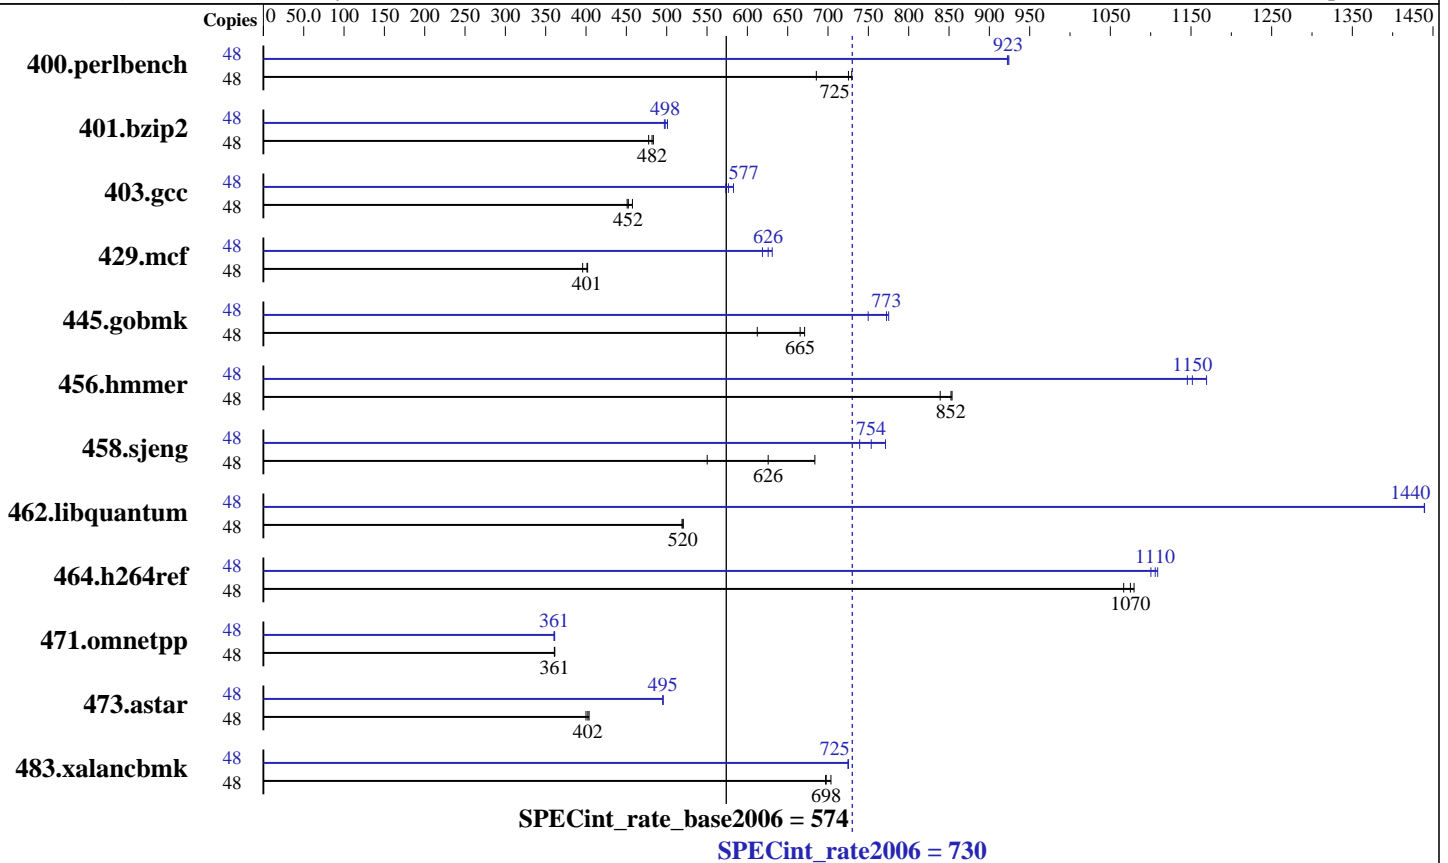 Copies 0 50.0 100 150 200 250 300 350 400 450 500 550 600 650 700 750 800 850 900 950 1050 1150 1250 1350 1450
400.perlbench 48 923
48 725
401.bzip2 48 498
48 482
403.gcc 48 577
48 452
429.mcf 48 626
48 401
445.gobmk 48 773
48 665
456.hmmer 48 1150
48 852
458.sjeng 48 754
48 626
462.libquantum 48 1440
48 520
464.h264ref 48 1110
48 1070
471.omnetpp 48 361
48 361
473.astar 48 495
48 402
483.xalancbmk 48 725
48 698
SPECint_rate_base2006 = 574
SPECint_rate2006 = 730